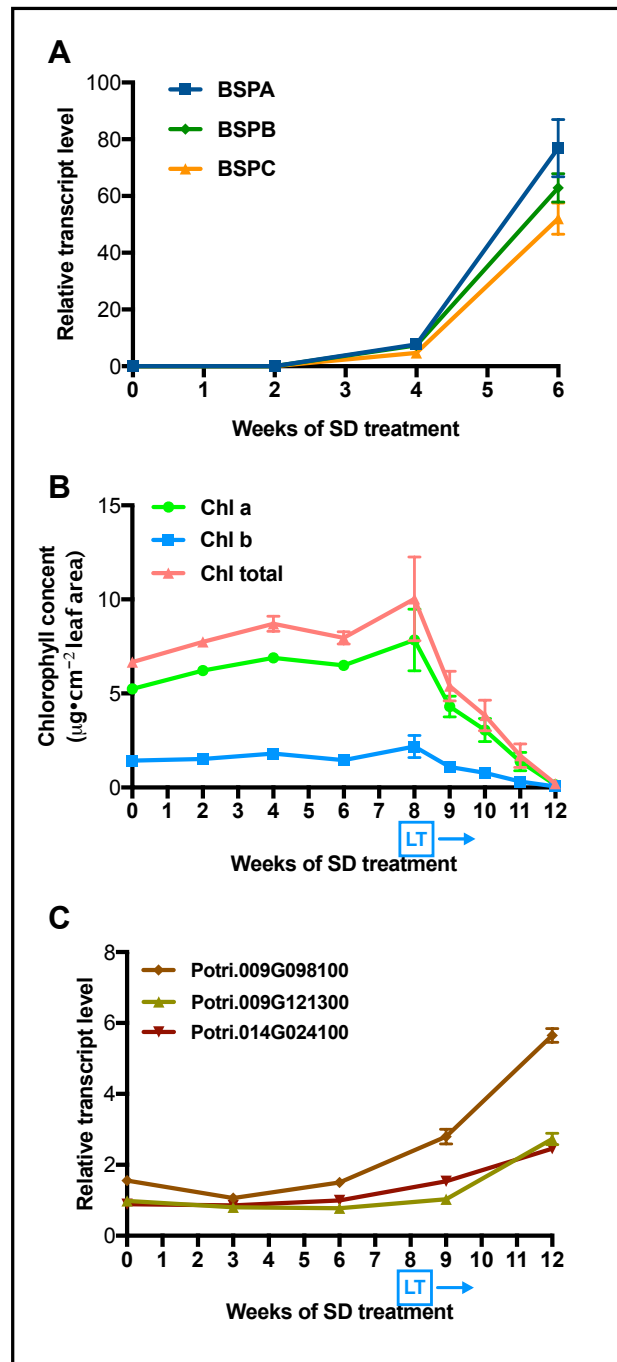 A
100
80
60
40
20
0
Relative transcript level
BSPA
BSPB
BSPC
0 1 2 3 4 5 6
Weeks of SD treatment
B
15
10
5
0
Chlorophyll concent
(μg•cm⁻² leaf area)
Chl a
Chl b
Chl total
0 1 2 3 4 5 6 7 8 9 10 11 12
LT
Weeks of SD treatment
C
8
6
4
2
0
Relative transcript level
Potri.009G098100
Potri.009G121300
Potri.014G024100
0 1 2 3 4 5 6 7 8 9 10 11 12
LT
Weeks of SD treatment